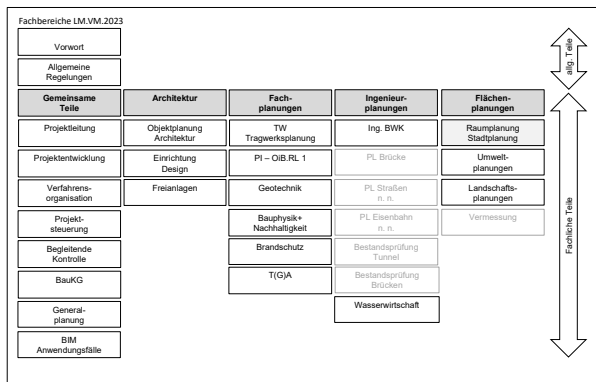 Fachbereiche LM.VM.2023
Vorwort
Allgemeine
Regelungen
allg. Teile
Gemeinsame
Teile
Projektleitung
Projektentwicklung
Verfahrens-
organisation
Projekt-
steuerung
Begleitende
Kontrolle
BauKG
General-
planung
BIM
Anwendungsfälle
Architektur
Objektplanung
Architektur
Einrichtung
Design
Freianlagen
Fach-
planungen
TW
Tragwerksplanung
PI – OiB.RL 1
Geotechnik
Bauphysik+
Nachhaltigkeit
Brandschutz
T(G)A
Ingenieur-
planungen
Ing. BWK
PL Brücke
PL Straßen
n. n.
PL Eisenbahn
n. n.
Bestandsprüfung
Tunnel
Bestandsprüfung
Brücken
Wasserwirtschaft
Flächen-
planungen
Raumplanung
Stadtplanung
Umwelt-
planungen
Landschafts-
planungen
Vermessung
Fachliche Teile